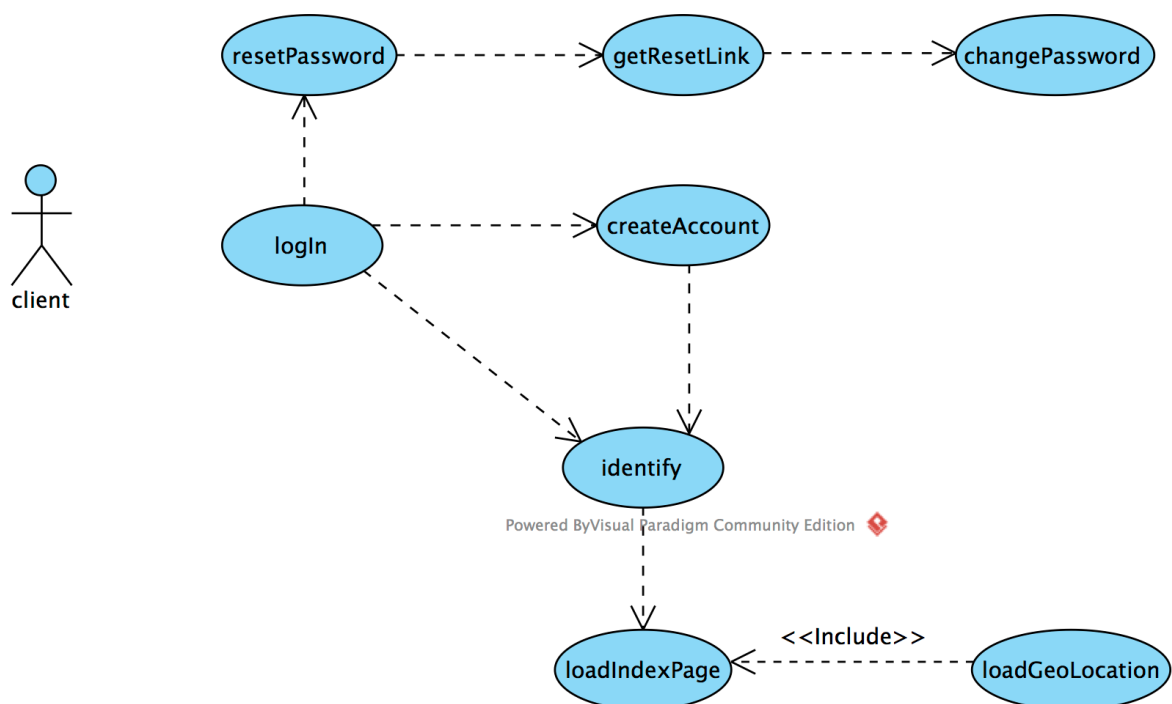 resetPassword
getResetLink
changePassword
client
logIn
createAccount
identify
Powered ByVisual Paradigm Community Edition
<<Include>>
loadIndexPage
loadGeoLocation